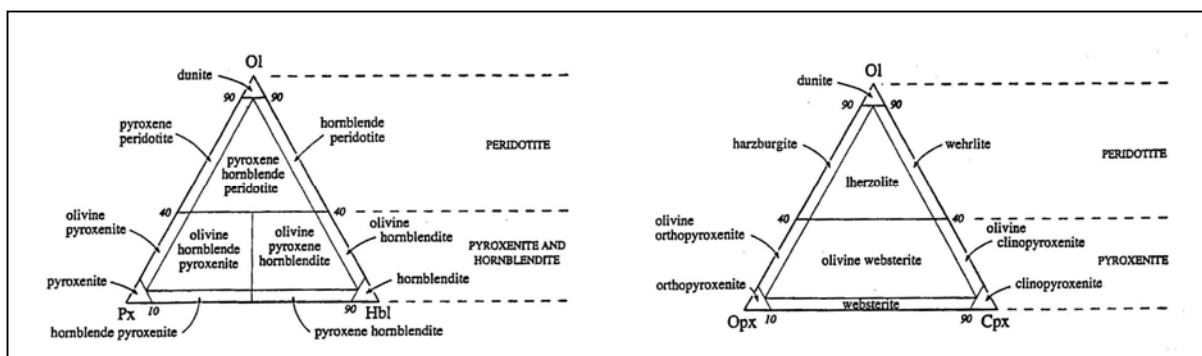 Ol
dunite
90 90
pyroxene
peridotite
hornblende
peridotite
PERIDOTITE
pyroxene
hornblende
peridotite
40 40
olivine
pyroxenite
olivine
hornblende
pyroxenite
olivine
pyroxene
hornblendite
olivine
hornblendite
PYROXENITE AND
HORNBLENDITE
pyroxenite
hornblendite
Px 10 90 Hbl
hornblende pyroxenite
pyroxene hornblendite
Ol
dunite
90 90
harzburgite
wehrlite
PERIDOTITE
lherzolite
40 40
olivine
orthopyroxenite
olivine
clinopyroxenite
olivine websterite
PYROXENITE
orthopyroxenite
clinopyroxenite
websterite
Opx 10 90 Cpx